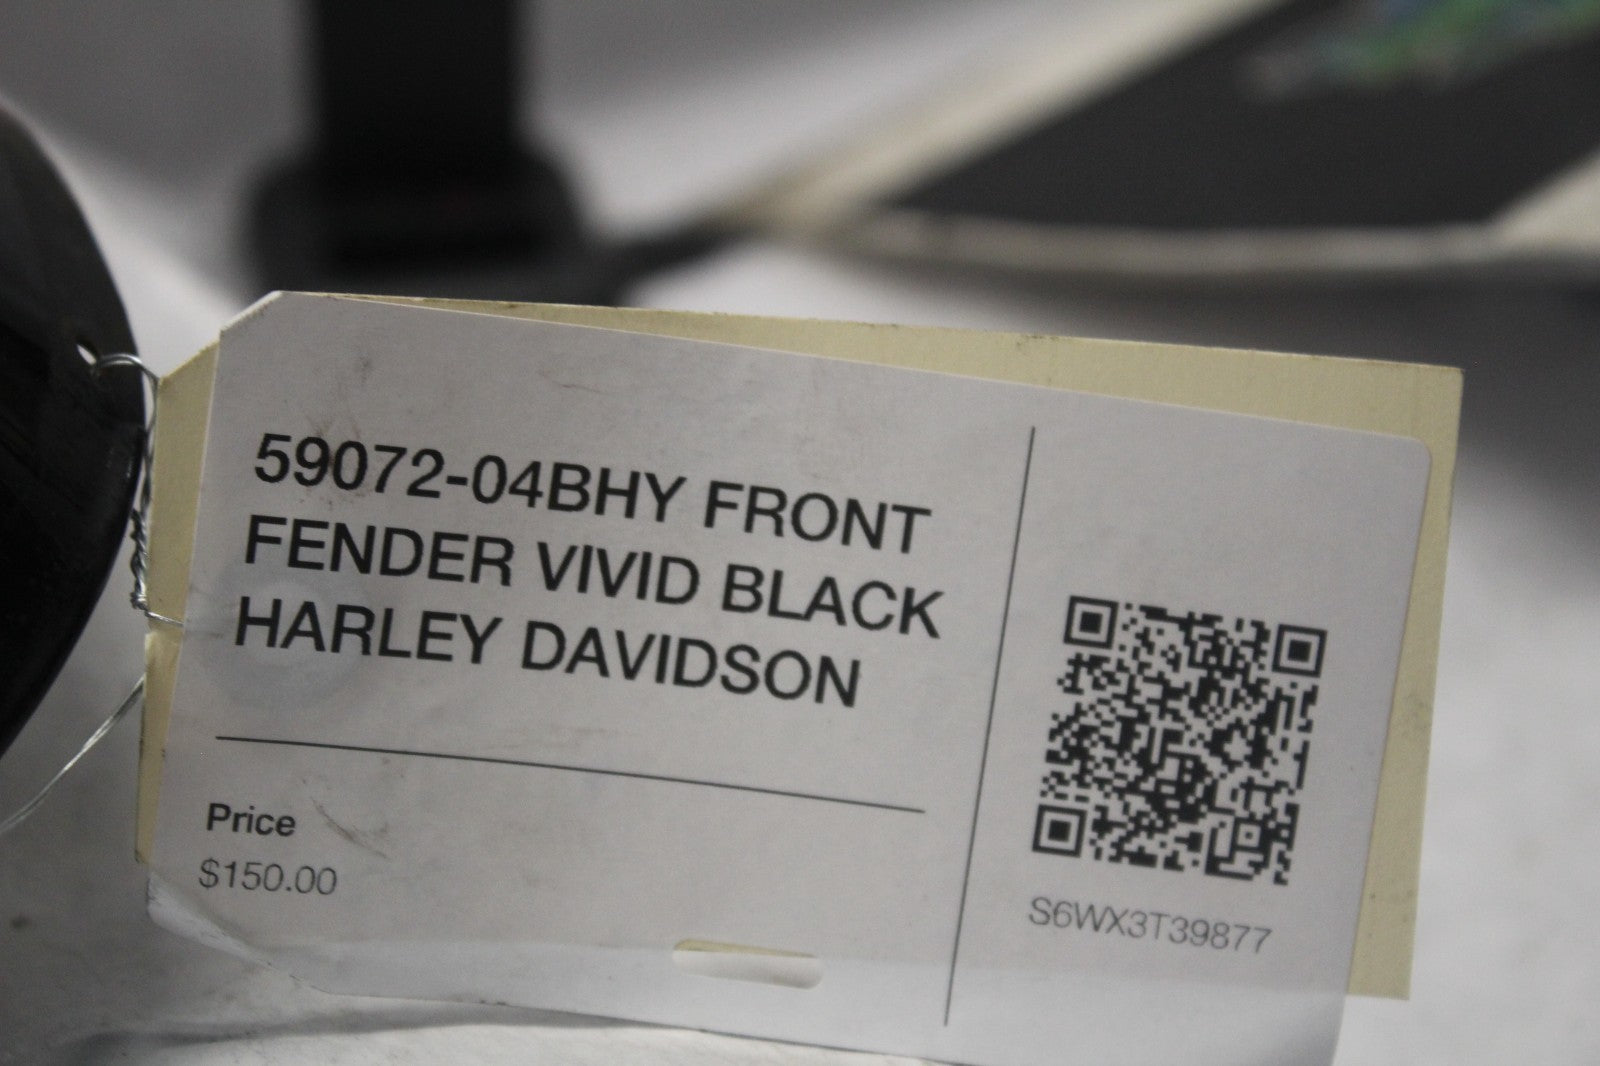 59072-04BHY FRONT
FENDER VIVID BLACK
HARLEY DAVIDSON
Price
$150.00
S6WX3T39877